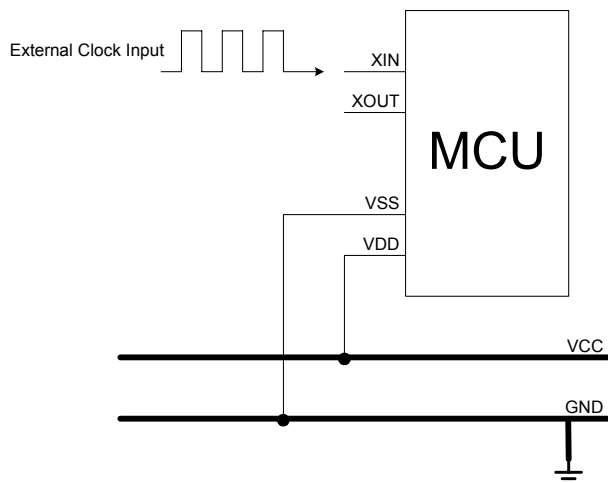 External Clock Input
XIN
XOUT
MCU
VSS
VDD
VCC
GND